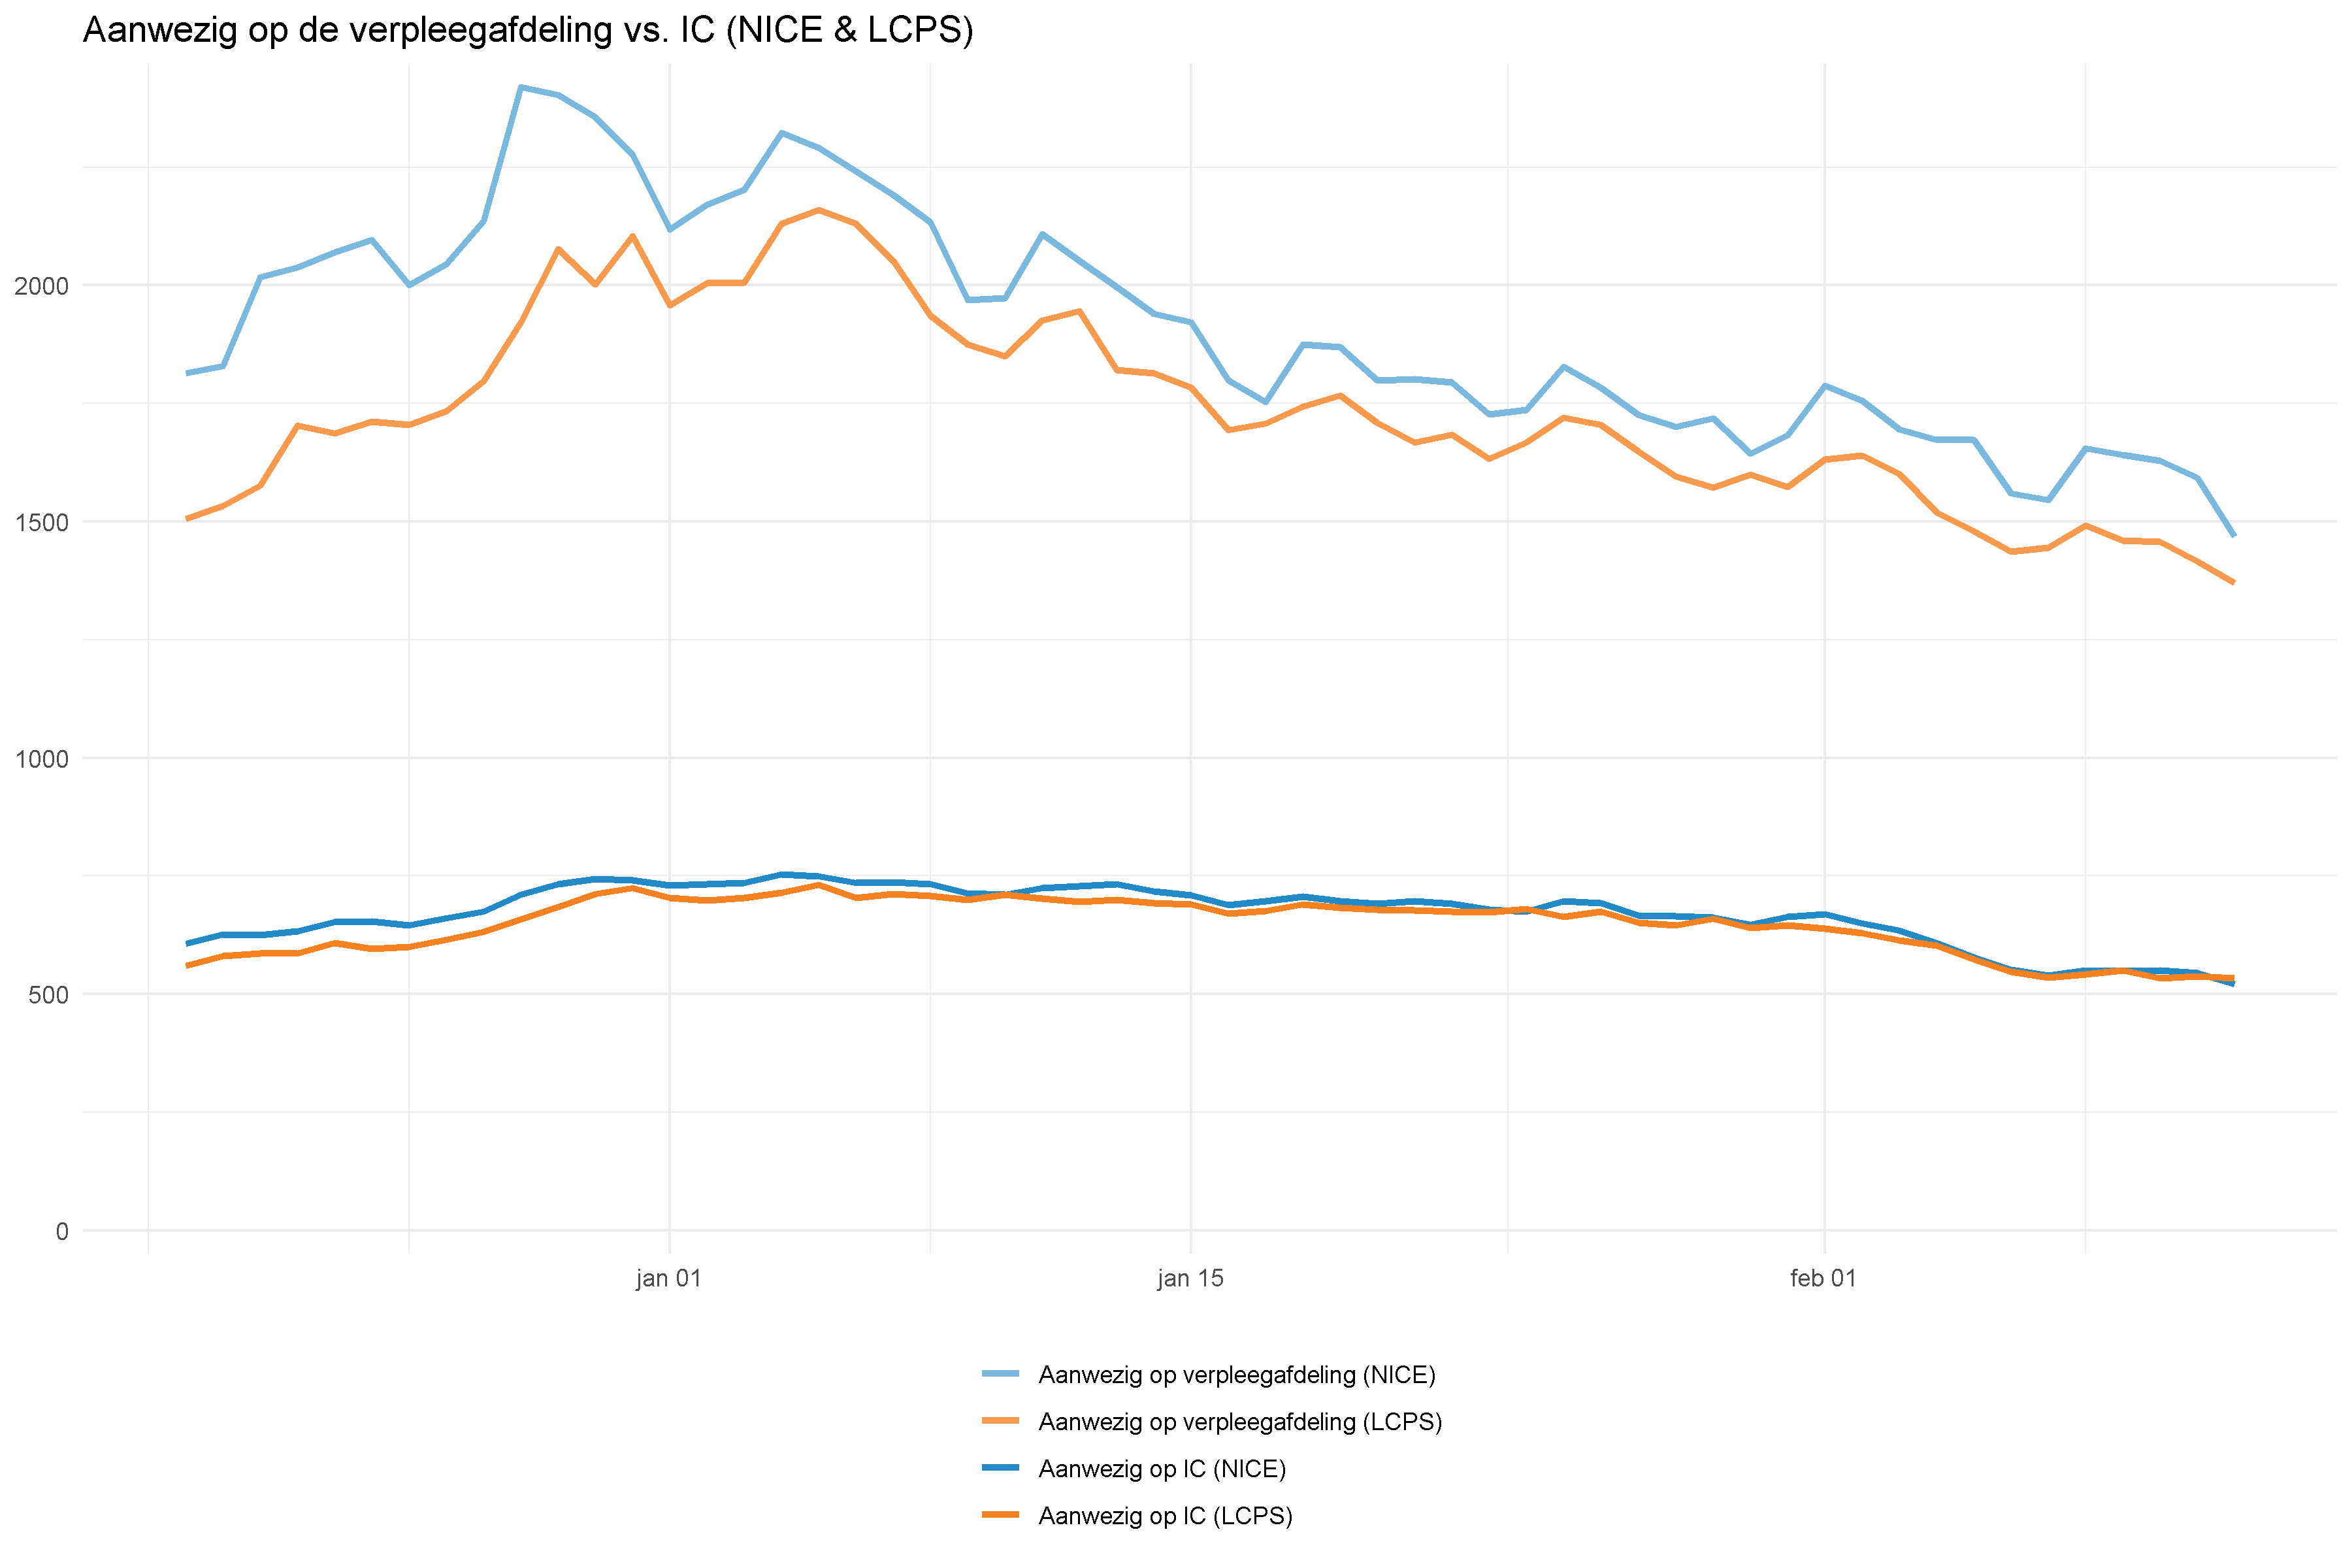 Aanwezig op de verpleegafdeling vs. IC (NICE & LCPS)
2000
1500
1000
500
0
jan 01
jan 15
feb 01
Aanwezig op verpleegafdeling (NICE)
Aanwezig op verpleegafdeling (LCPS)
Aanwezig op IC (NICE)
Aanwezig op IC (LCPS)